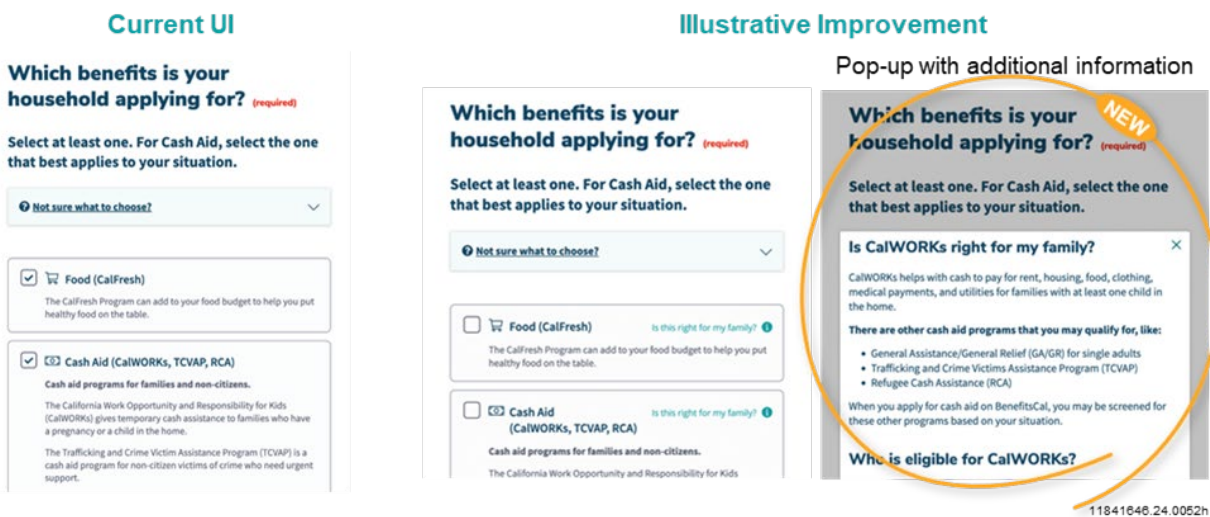 Current UI
Which benefits is your
household applying for? (required)
Select at least one. For Cash Aid, select the one
that best applies to your situation.
Not sure what to choose?
Food (CalFresh)
The CalFresh Program can add to your food budget to help you put
healthy food on the table.
Cash Aid (CalWORKs, TCVAP, RCA)
Cash aid programs for families and non-citizens.
The California Work Opportunity and Responsibility for Kids
(CalWORKs) gives temporary cash assistance to families who have
a pregnancy or a child in the home.
The Trafficking and Crime Victim Assistance Program (TCVAP) is a
cash aid program for non-citizen victims of crime who need urgent
support.
Illustrative Improvement
Which benefits is your
household applying for? (required)
Select at least one. For Cash Aid, select the one
that best applies to your situation.
Not sure what to choose?
Food (CalFresh) Is this right for my family?
The CalFresh Program can add to your food budget to help you put
healthy food on the table.
Cash Aid Is this right for my family?
(CalWORKs, TCVAP, RCA)
Cash aid programs for families and non-citizens.
The California Work Opportunity and Responsibility for Kids
Pop-up with additional information
NEW
Which benefits is your
household applying for? (required)
Select at least one. For Cash Aid, select the one
that best applies to your situation.
Is CalWORKs right for my family?
CalWORKs helps with cash to pay for rent, housing, food, clothing,
medical payments, and utilities for families with at least one child in
the home.
There are other cash aid programs that you may qualify for, like:
• General Assistance/General Relief (GA/GR) for single adults
• Trafficking and Crime Victims Assistance Program (TCVAP)
• Refugee Cash Assistance (RCA)
When you apply for cash aid on BenefitsCal, you may be screened for
these other programs based on your situation.
Who is eligible for CalWORKs?
11841646.24.0052h